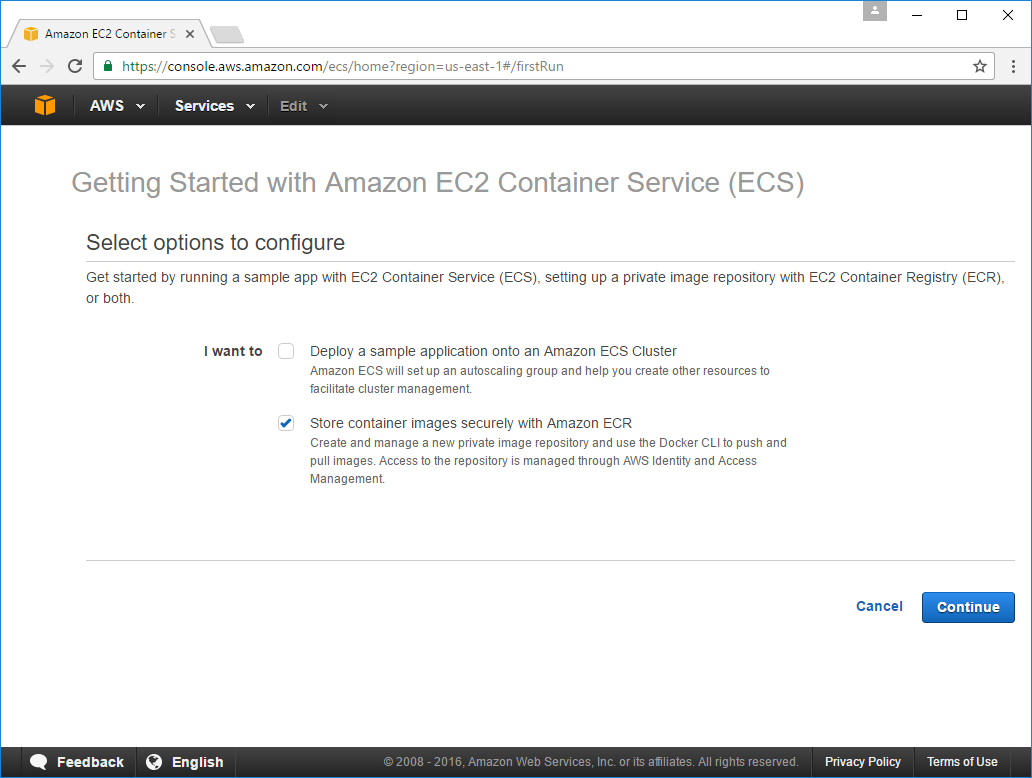 Amazon EC2 Container S
https://console.aws.amazon.com/ecs/home?region=us-east-1#/firstRun
AWS Services Edit
Getting Started with Amazon EC2 Container Service (ECS)
Select options to configure
Get started by running a sample app with EC2 Container Service (ECS), setting up a private image repository with EC2 Container Registry (ECR),
or both.
I want to Deploy a sample application onto an Amazon ECS Cluster
Amazon ECS will set up an autoscaling group and help you create other resources to
facilitate cluster management.
Store container images securely with Amazon ECR
Create and manage a new private image repository and use the Docker CLI to push and
pull images. Access to the repository is managed through AWS Identity and Access
Management.
Cancel Continue
Feedback English © 2008 - 2016, Amazon Web Services, Inc. or its affiliates. All rights reserved. Privacy Policy Terms of Use